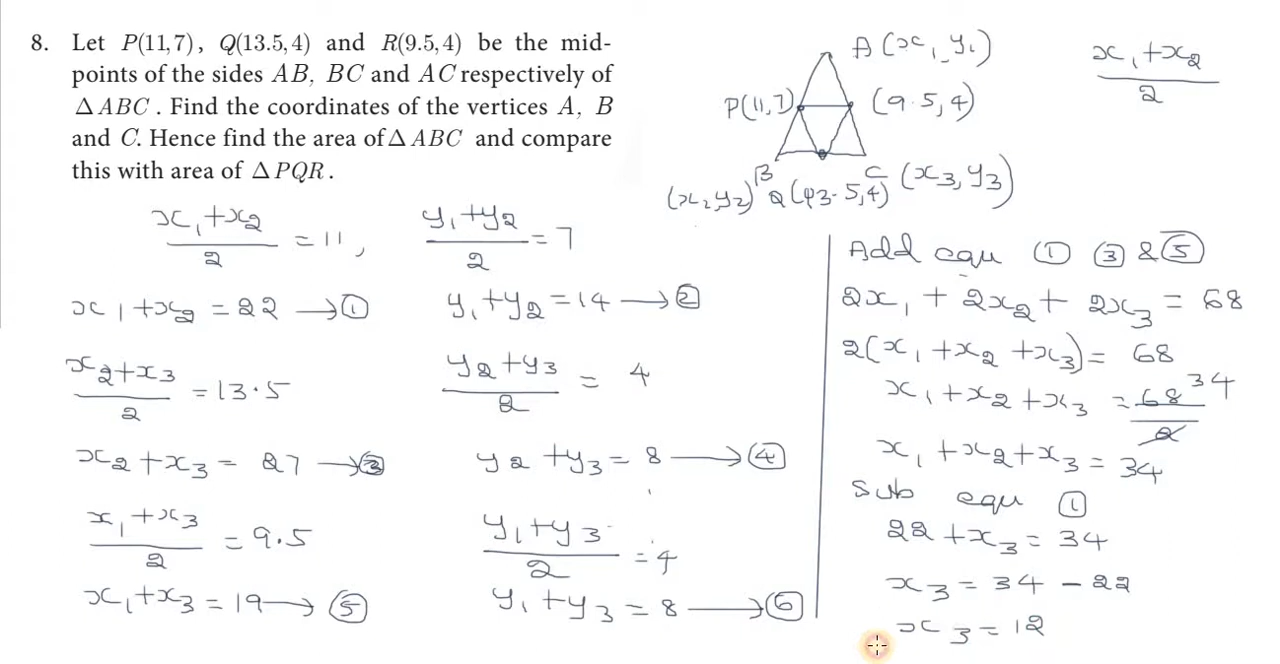 8. Let P(11,7), Q(13.5,4) and R(9.5,4) be the mid-
points of the sides AB, BC and AC respectively of
ΔABC. Find the coordinates of the vertices A, B
and C. Hence find the area of ΔABC and compare
this with area of ΔPQR.
A (x₁, y₁)
P(11,7)
(9.5,4)
B
(x₂ y₂)
Q(13.5,4)
C (x₃, y₃)
x₁+x₂/2
x₁+x₂/2 = 11,
y₁+y₂/2 = 7
x₁+x₂ = 22 → ①
y₁+y₂ = 14 → ②
x₂+x₃/2 = 13.5
y₂+y₃/2 = 4
x₂+x₃ = 27 → ③
y₂+y₃ = 8 → ④
x₁+x₃/2 = 9.5
y₁+y₃/2 = 4
x₁+x₃ = 19 → ⑤
y₁+y₃ = 8 → ⑥
Add equ ① ③ & ⑤
2x₁ + 2x₂ + 2x₃ = 68
2(x₁+x₂+x₃) = 68
x₁+x₂+x₃ = 68/2 34
x₁+x₂+x₃ = 34
Sub equ ①
22+x₃ = 34
x₃ = 34 - 22
x₃ = 12